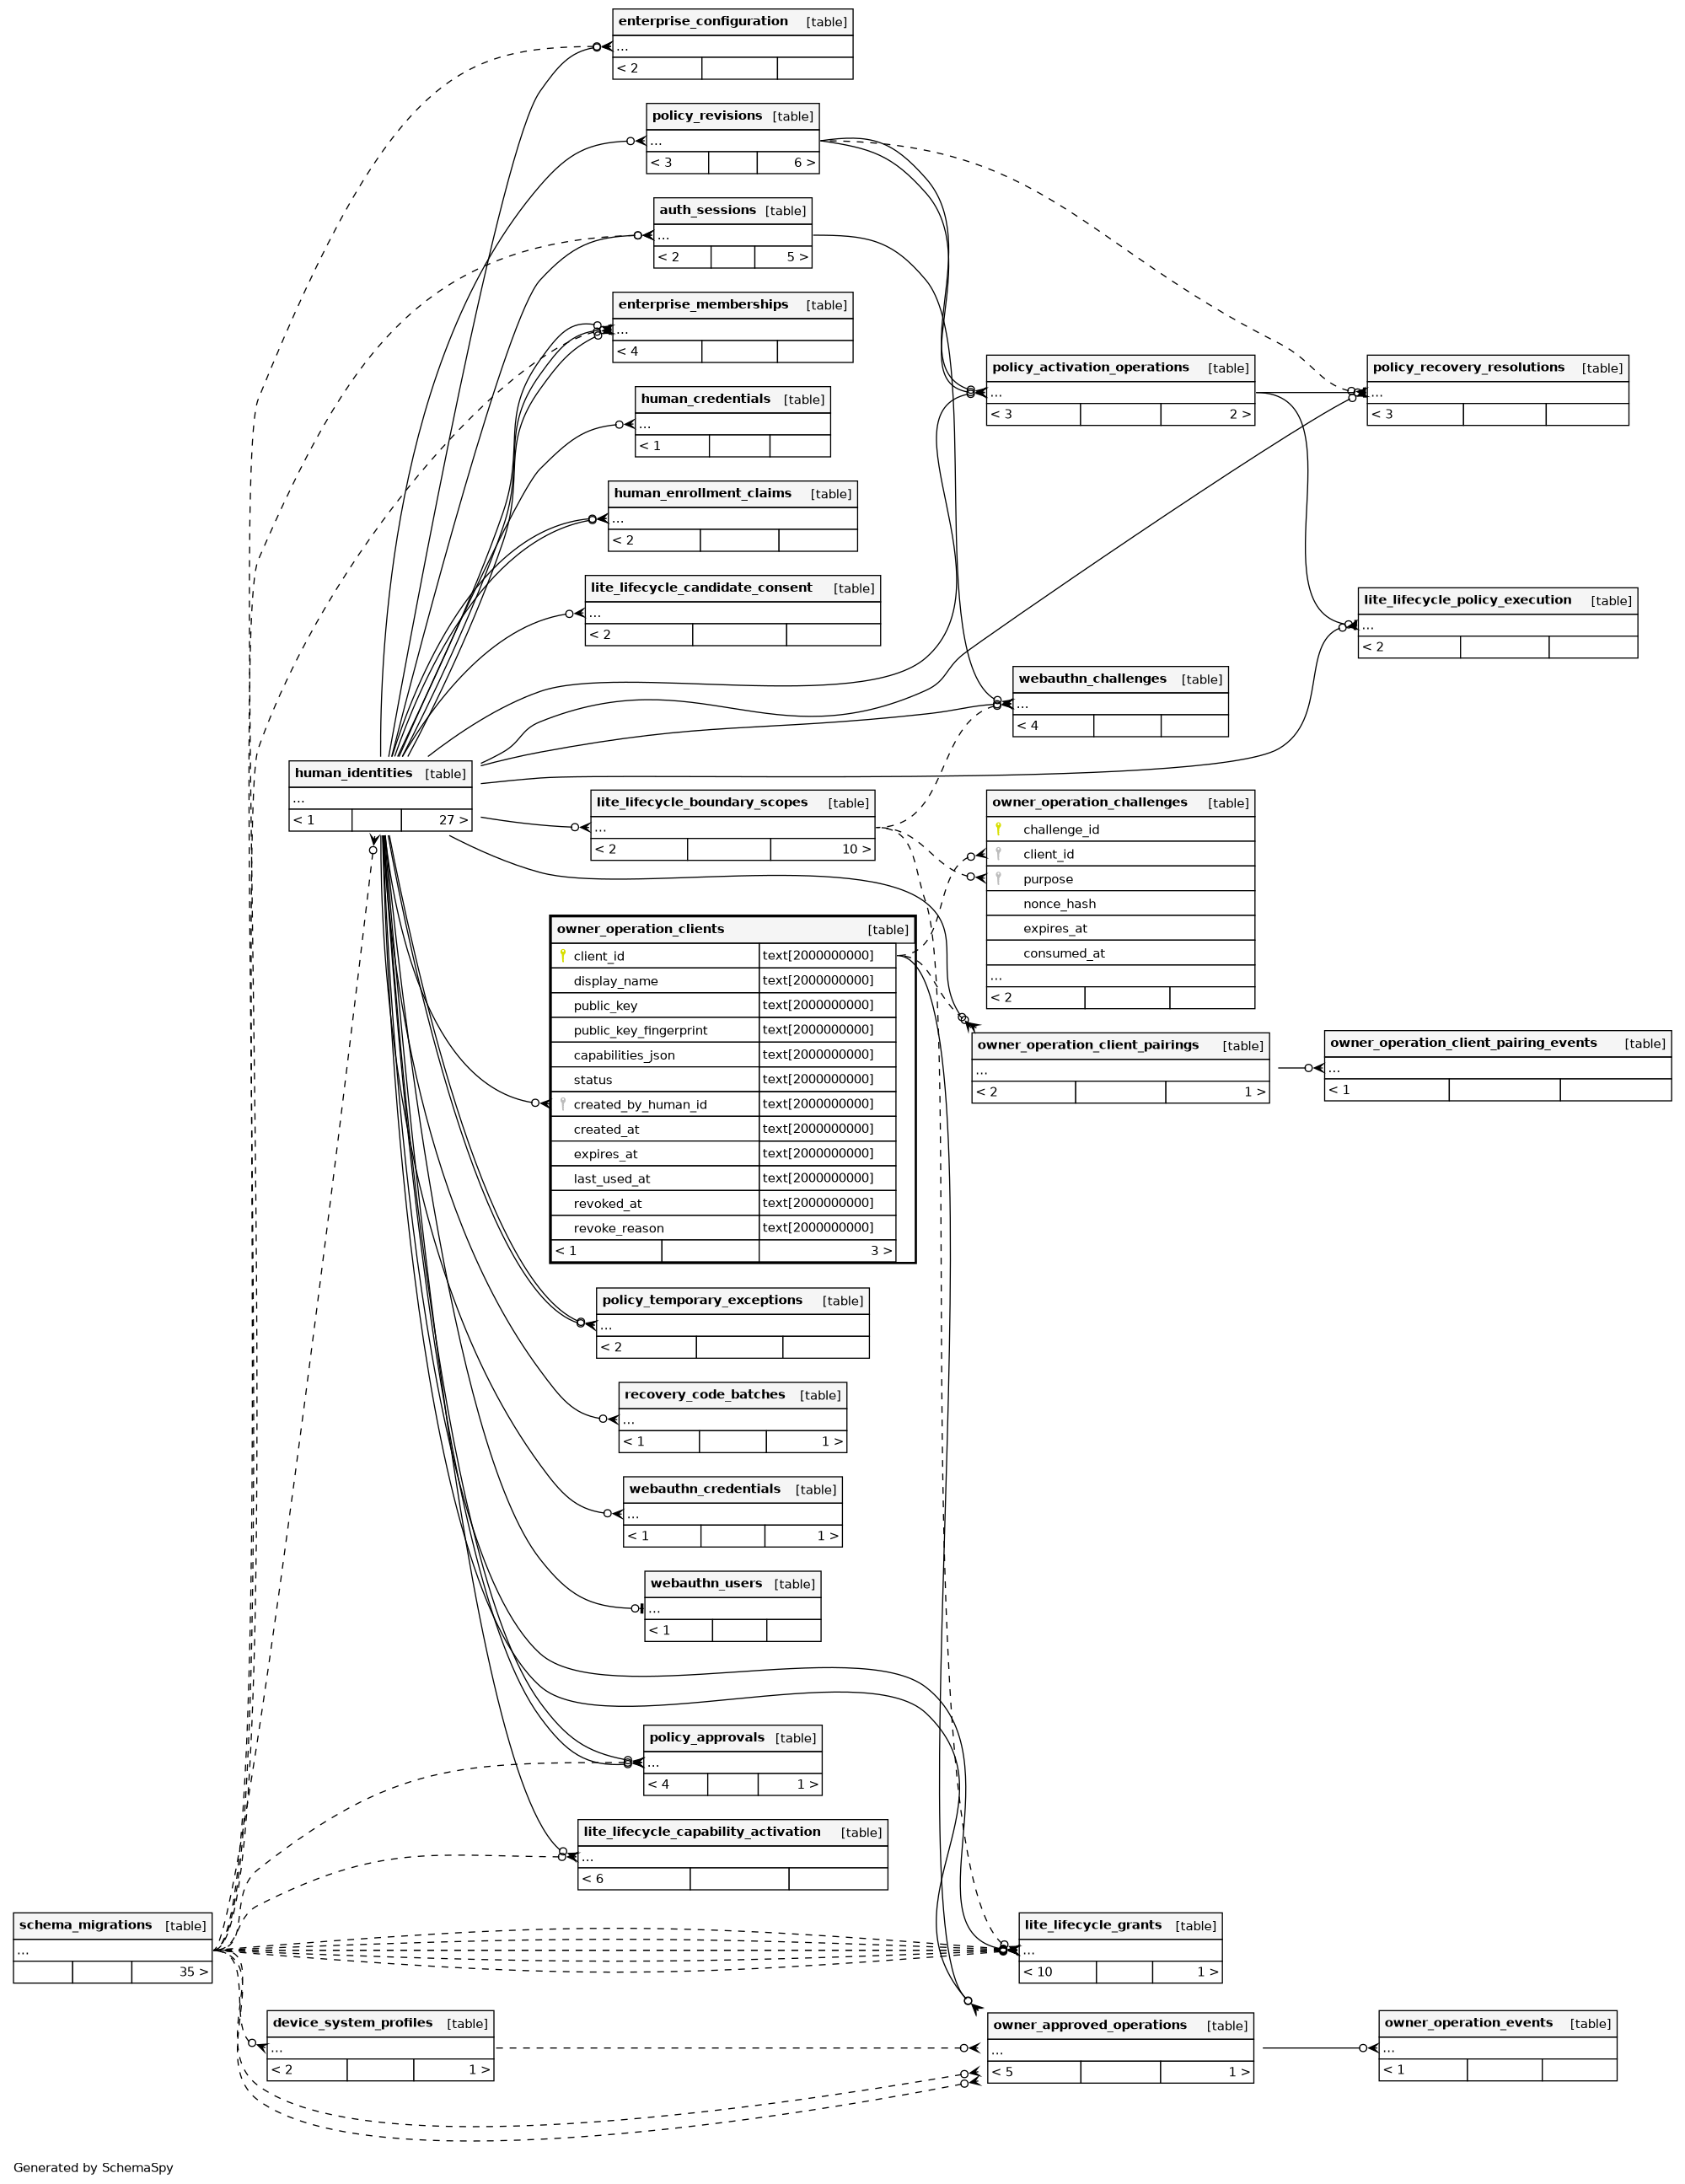 enterprise_configuration [table]
...
< 2
policy_revisions [table]
...
< 3 6 >
auth_sessions [table]
...
< 2 5 >
enterprise_memberships [table]
...
< 4
human_credentials [table]
...
< 1
human_enrollment_claims [table]
...
< 2
lite_lifecycle_candidate_consent [table]
...
< 2
policy_activation_operations [table]
...
< 3 2 >
policy_recovery_resolutions [table]
...
< 3
lite_lifecycle_policy_execution [table]
...
< 2
webauthn_challenges [table]
...
< 4
human_identities [table]
...
< 1 27 >
lite_lifecycle_boundary_scopes [table]
...
< 2 10 >
owner_operation_challenges [table]
challenge_id
client_id
purpose
nonce_hash
expires_at
consumed_at
...
< 2
owner_operation_clients [table]
client_id text[2000000000]
display_name text[2000000000]
public_key text[2000000000]
public_key_fingerprint text[2000000000]
capabilities_json text[2000000000]
status text[2000000000]
created_by_human_id text[2000000000]
created_at text[2000000000]
expires_at text[2000000000]
last_used_at text[2000000000]
revoked_at text[2000000000]
revoke_reason text[2000000000]
< 1 3 >
owner_operation_client_pairings [table]
...
< 2 1 >
owner_operation_client_pairing_events [table]
...
< 1
policy_temporary_exceptions [table]
...
< 2
recovery_code_batches [table]
...
< 1 1 >
webauthn_credentials [table]
...
< 1 1 >
webauthn_users [table]
...
< 1
policy_approvals [table]
...
< 4 1 >
lite_lifecycle_capability_activation [table]
...
< 6
schema_migrations [table]
...
35 >
lite_lifecycle_grants [table]
...
< 10 1 >
device_system_profiles [table]
...
< 2 1 >
owner_approved_operations [table]
...
< 5 1 >
owner_operation_events [table]
...
< 1
Generated by SchemaSpy